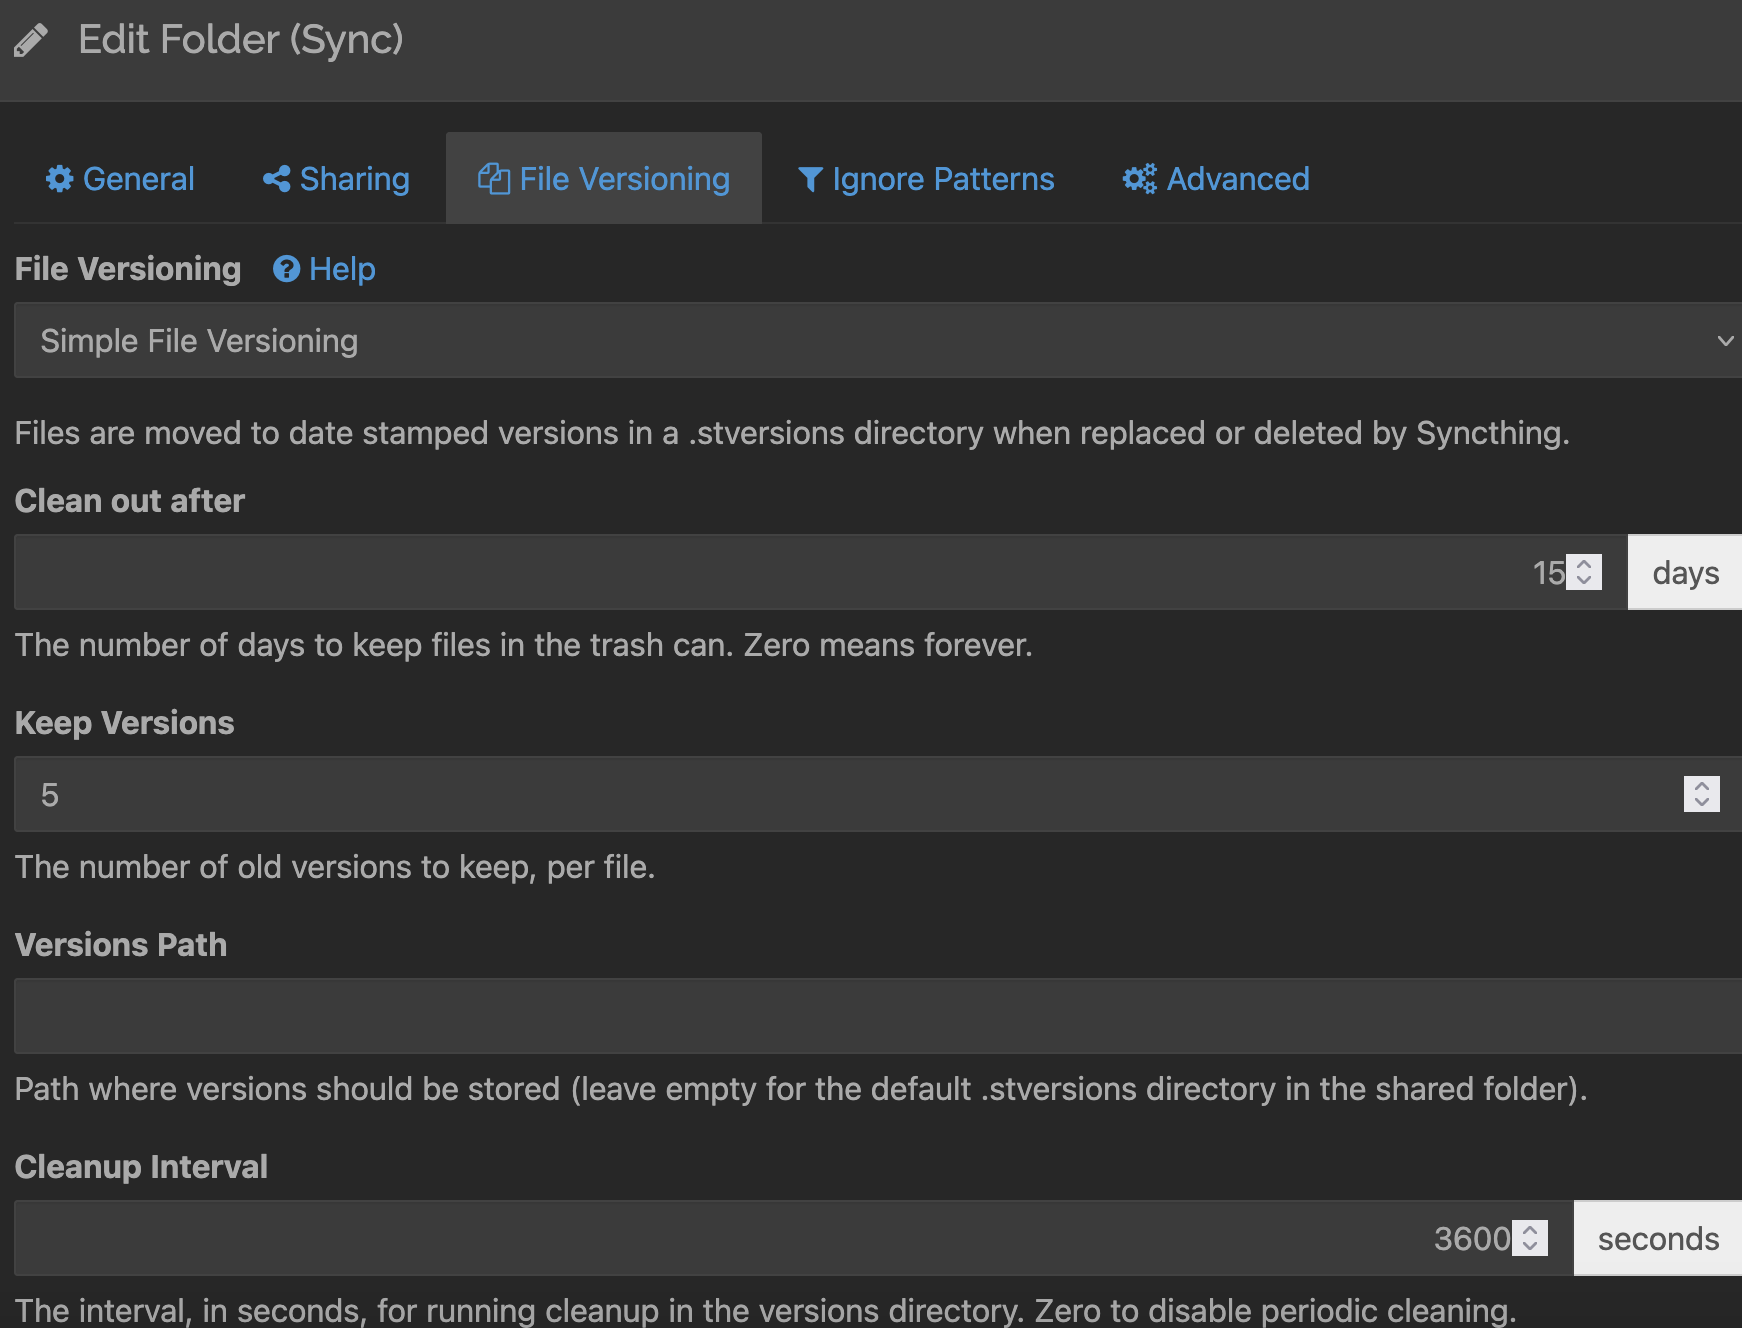 Edit Folder (Sync)
General Sharing File Versioning Ignore Patterns Advanced
File Versioning Help
Simple File Versioning
Files are moved to date stamped versions in a .stversions directory when replaced or deleted by Syncthing.
Clean out after
15 days
The number of days to keep files in the trash can. Zero means forever.
Keep Versions
5
The number of old versions to keep, per file.
Versions Path
Path where versions should be stored (leave empty for the default .stversions directory in the shared folder).
Cleanup Interval
3600 seconds
The interval, in seconds, for running cleanup in the versions directory. Zero to disable periodic cleaning.